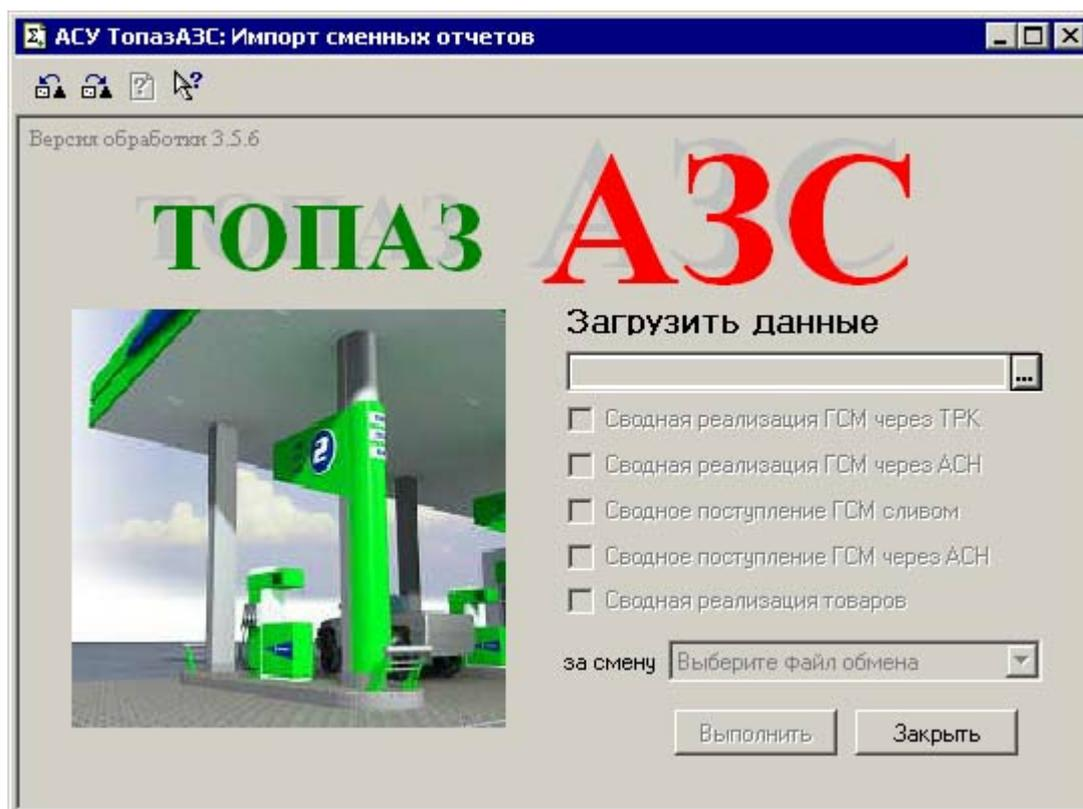 АСУ ТопазАЗС: Импорт сменных отчетов
Версия обработки 3.5.6
ТОПАЗ АЗС
Загрузить данные
...
Сводная реализация ГСМ через ТРК
Сводная реализация ГСМ через АСН
Сводное поступление ГСМ сливом
Сводное поступление ГСМ через АСН
Сводная реализация товаров
за смену Выберите файл обмена
Выполнить Закрыть
2